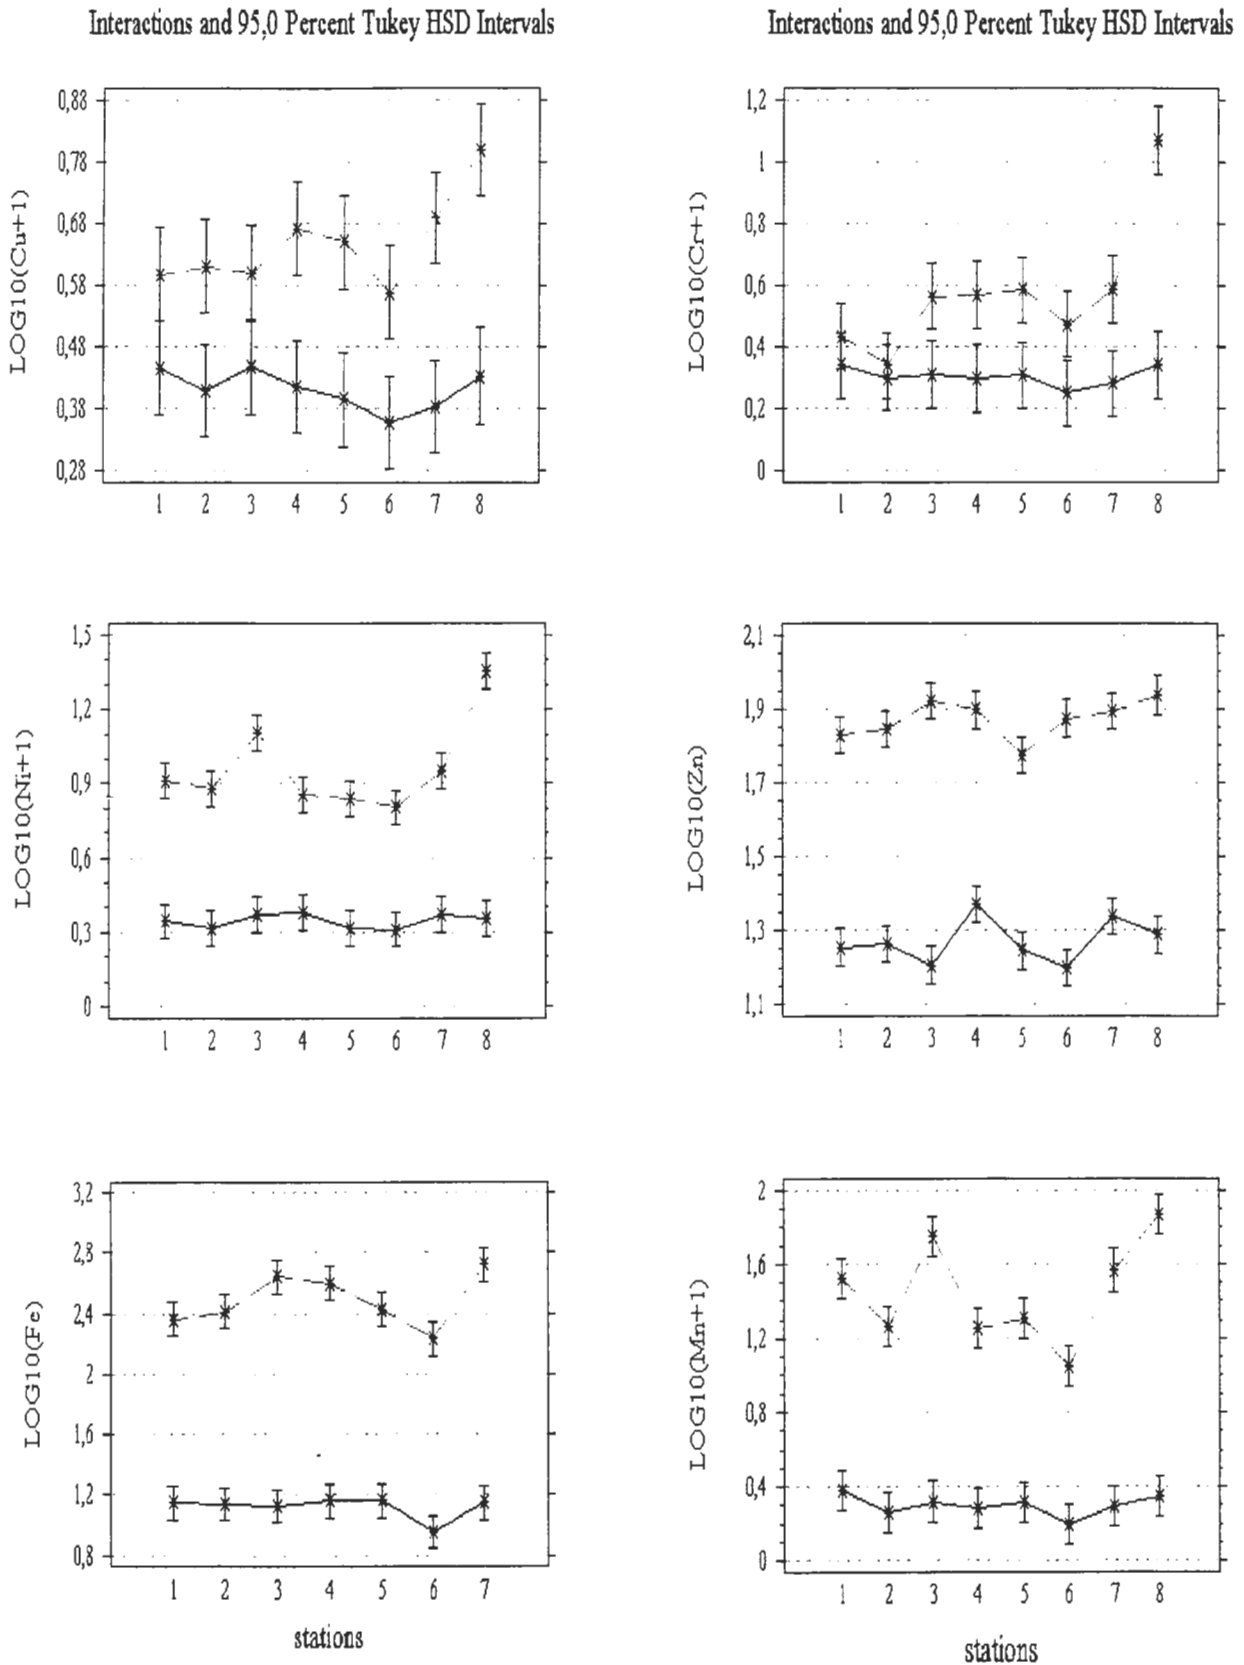 Interactions and 95,0 Percent Tukey HSD Intervals
Interactions and 95,0 Percent Tukey HSD Intervals
LOG10(Cu+1)
0,88
0,78
0,68
0,58
0,48
0,38
0,28
1 2 3 4 5 6 7 8
LOG10(Cr+1)
1,2
1
0,8
0,6
0,4
0,2
0
1 2 3 4 5 6 7 8
LOG10(Ni+1)
1,5
1,2
0,9
0,6
0,3
0
1 2 3 4 5 6 7 8
LOG10(Zn)
2,1
1,9
1,7
1,5
1,3
1,1
1 2 3 4 5 6 7 8
LOG10(Fe)
3,2
2,8
2,4
2
1,6
1,2
0,8
1 2 3 4 5 6 7
stations
LOG10(Mn+1)
2
1,6
1,2
0,8
0,4
0
1 2 3 4 5 6 7 8
stations